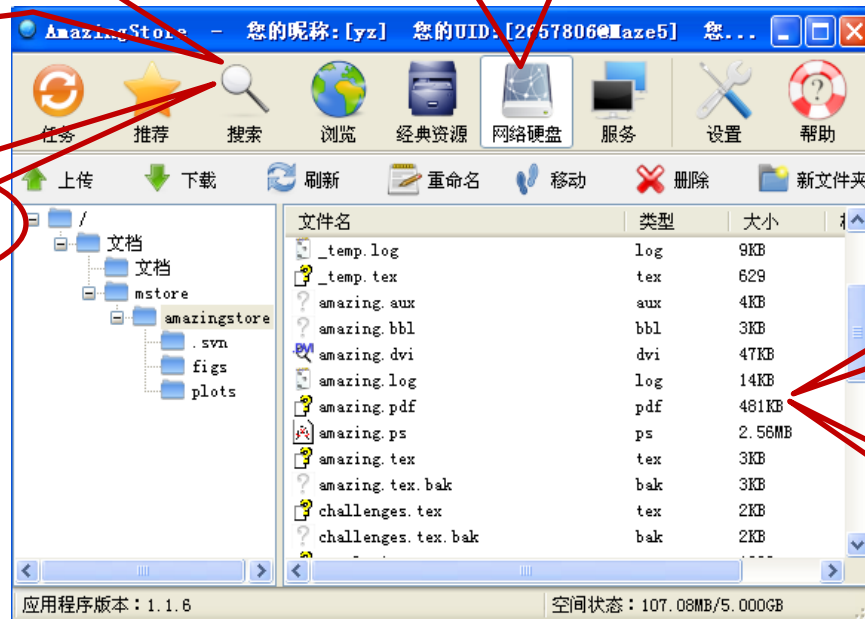 AmazingStore - 您的昵称:[yz] 您的UID:[2657806@Maze5] 您...
任务 推荐 搜索 浏览 经典资源 网络硬盘 服务 设置 帮助
上传 下载 刷新 重命名 移动 删除 新文件夹
/
文档
文档
mstore
amazingstore
.svn
figs
plots
文件名 类型 大小
_temp.log log 9KB
_temp.tex tex 629
amazing.aux aux 4KB
amazing.bbl bbl 3KB
amazing.dvi dvi 47KB
amazing.log log 14KB
amazing.pdf pdf 481KB
amazing.ps ps 2.56MB
amazing.tex tex 3KB
amazing.tex.bak bak 3KB
challenges.tex tex 2KB
challenges.tex.bak bak 2KB
应用程序版本：1.1.6 空间状态：107.08MB/5.000GB